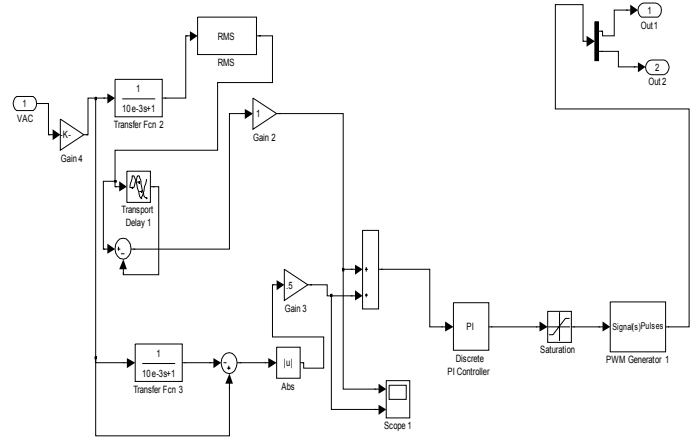 1
VAC
-K-
Gain 4
1
10e-3s+1
Transfer Fcn 2
RMS
RMS
1
Gain 2
Transport
Delay 1
+
-
.5
Gain 3
1
10e-3s+1
Transfer Fcn 3
-
+
|u|
Abs
+
+
Scope 1
PI
Discrete
PI Controller
Saturation
Signal(s)Pulses
PWM Generator 1
1
Out1
2
Out 2